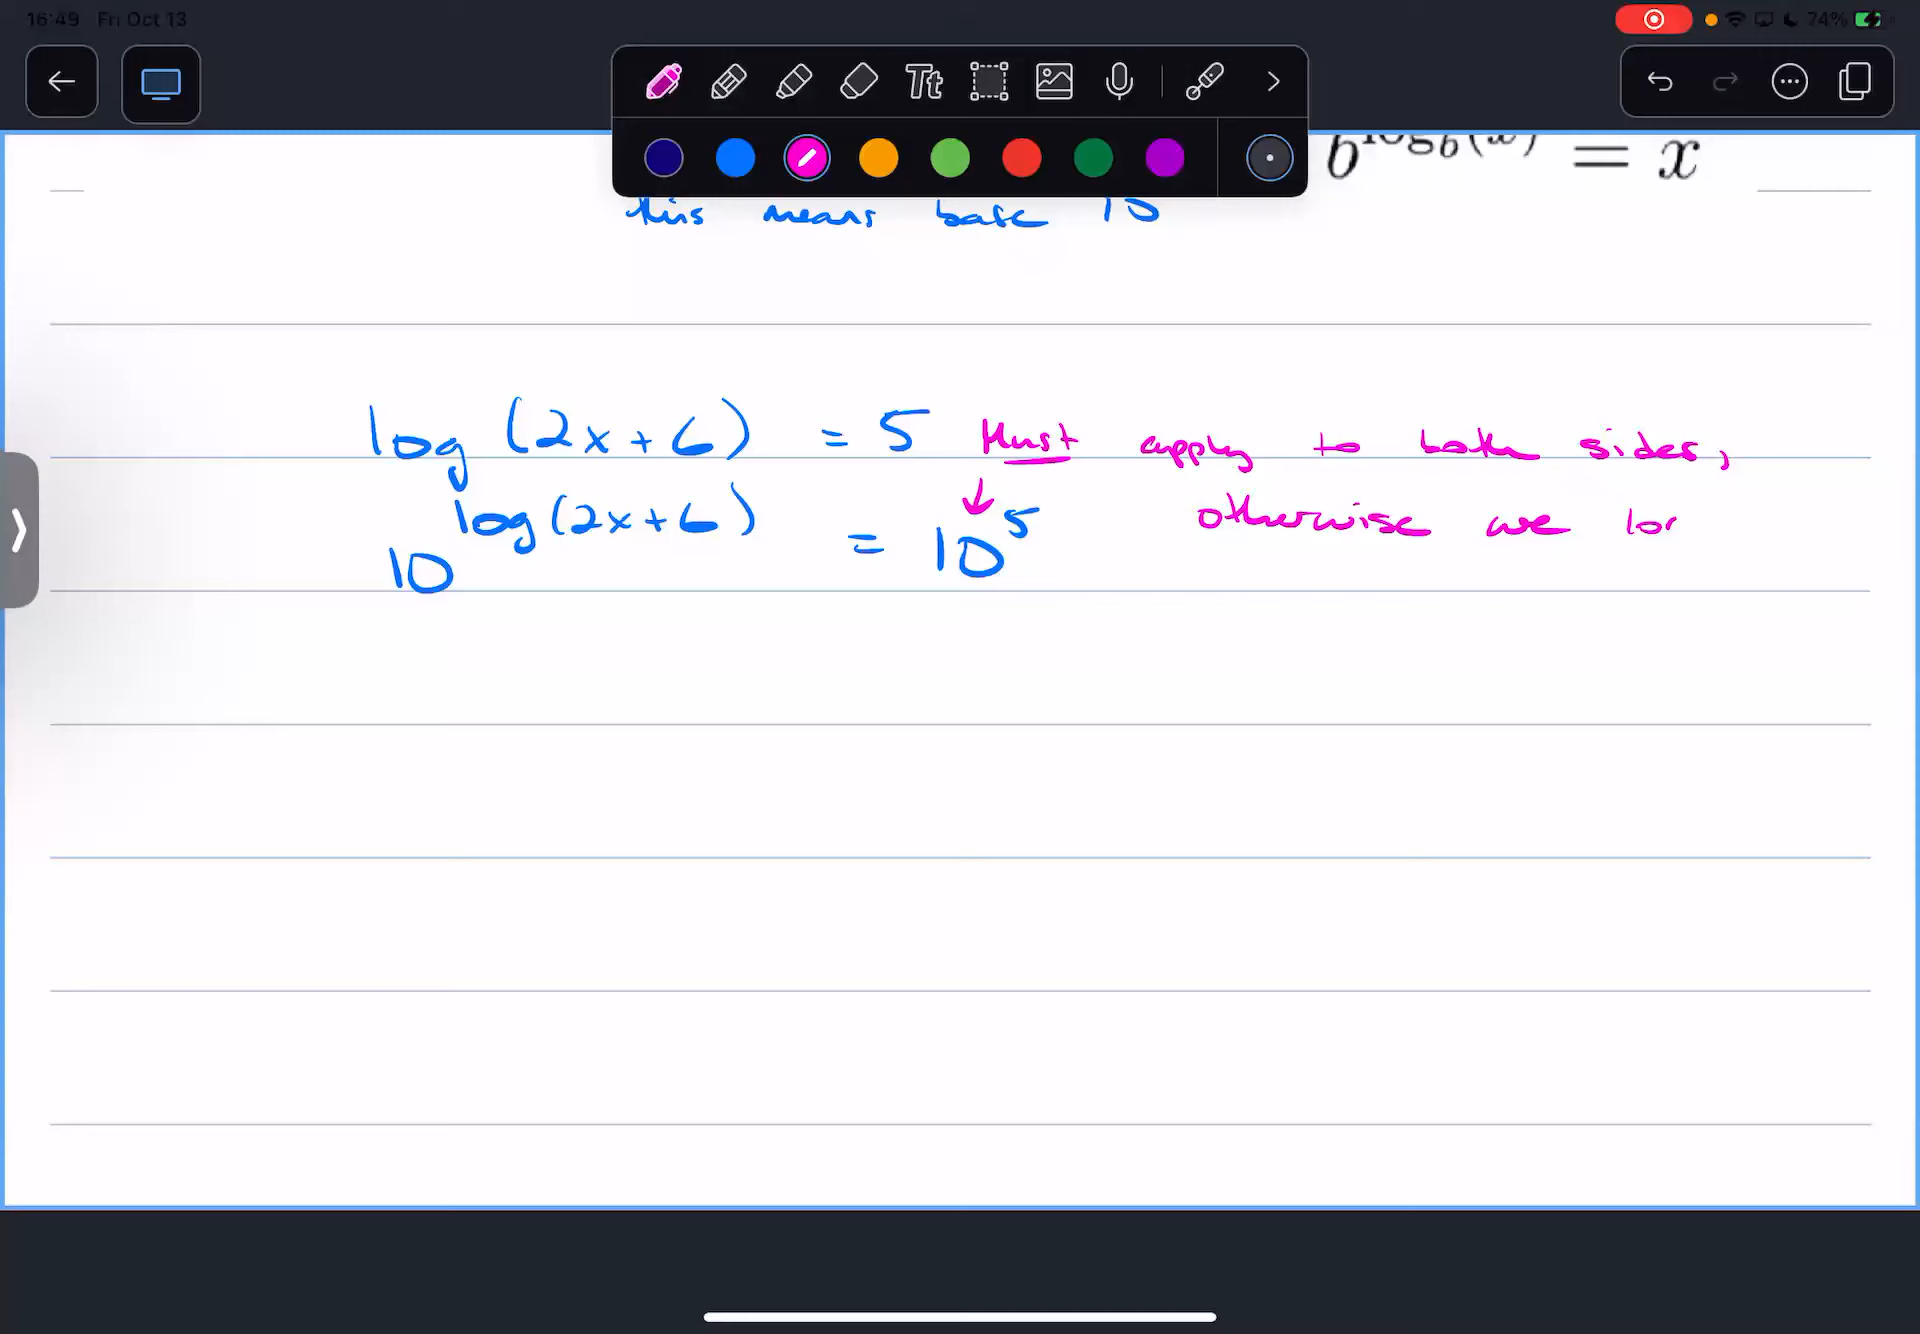 16:49 Fri Oct 13
74%
Tt
b^{log_b(x)} = x
this means base 10
log (2x + 6) = 5 Must apply to both sides,
10^{log(2x+6)} = 10^5 otherwise we lo